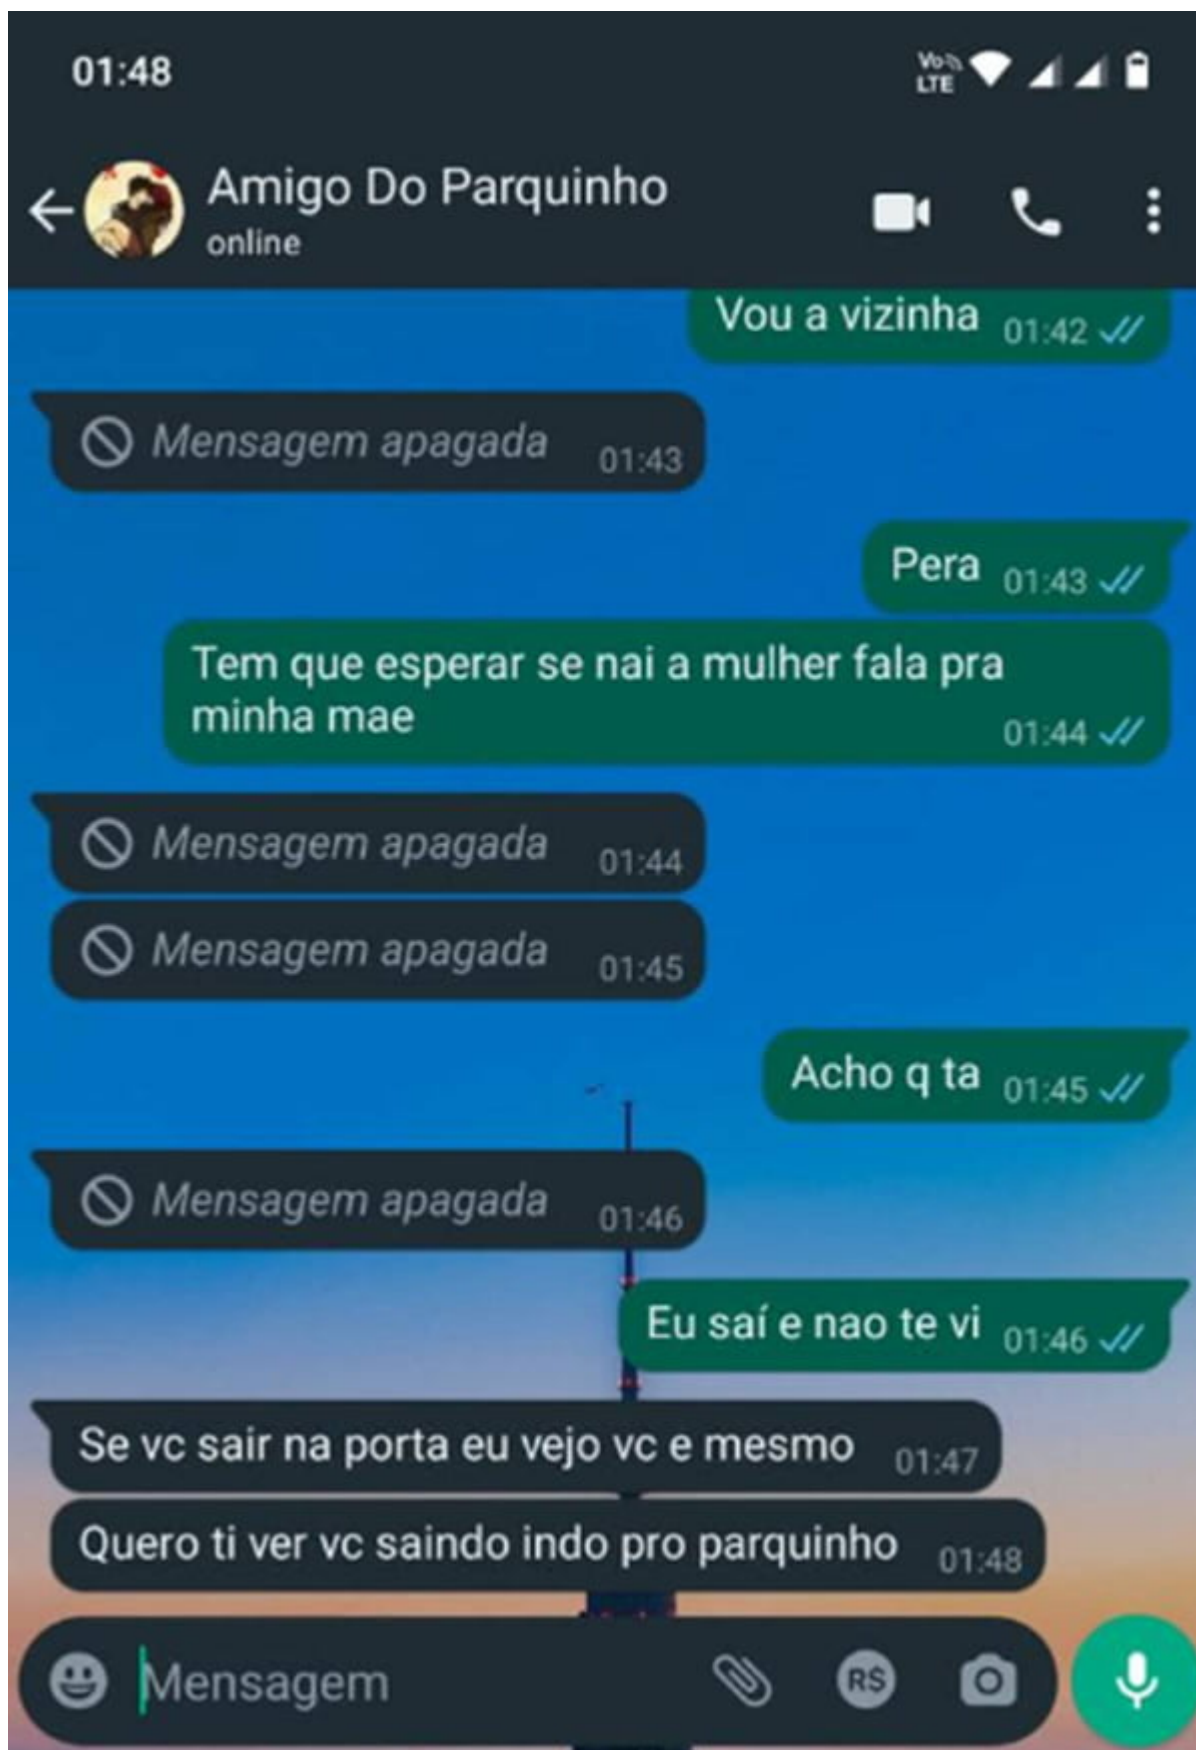 01:48
Vo
LTE
Amigo Do Parquinho
online
Vou a vizinha 01:42
Mensagem apagada 01:43
Pera 01:43
Tem que esperar se nai a mulher fala pra
minha mae 01:44
Mensagem apagada 01:44
Mensagem apagada 01:45
Acho q ta 01:45
Mensagem apagada 01:46
Eu saí e nao te vi 01:46
Se vc sair na porta eu vejo vc e mesmo 01:47
Quero ti ver vc saindo indo pro parquinho 01:48
Mensagem R$